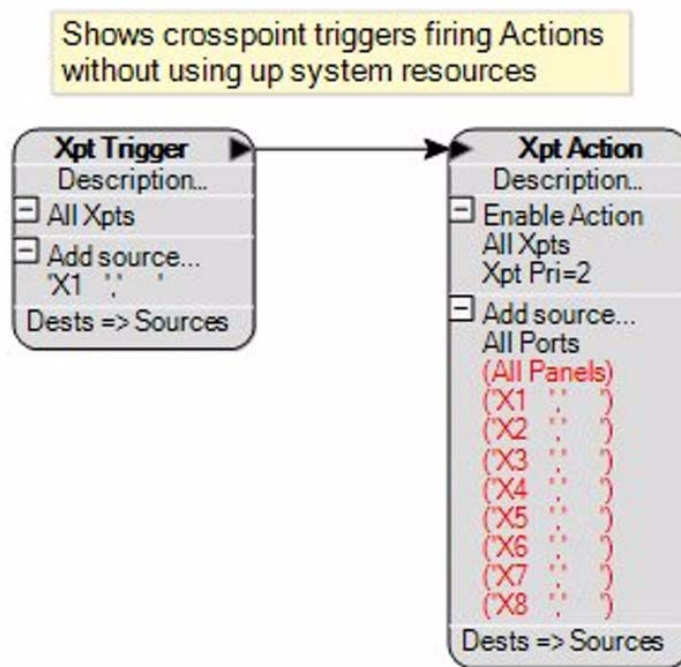 Shows crosspoint triggers firing Actions
without using up system resources
Xpt Trigger
Description...
All Xpts
Add source...
'X1   ','      '
Dests => Sources
Xpt Action
Description...
Enable Action
All Xpts
Xpt Pri=2
Add source...
All Ports
(All Panels)
('X1   ','      ')
('X2   ','      ')
('X3   ','      ')
('X4   ','      ')
('X5   ','      ')
('X6   ','      ')
('X7   ','      ')
('X8   ','      ')
Dests => Sources